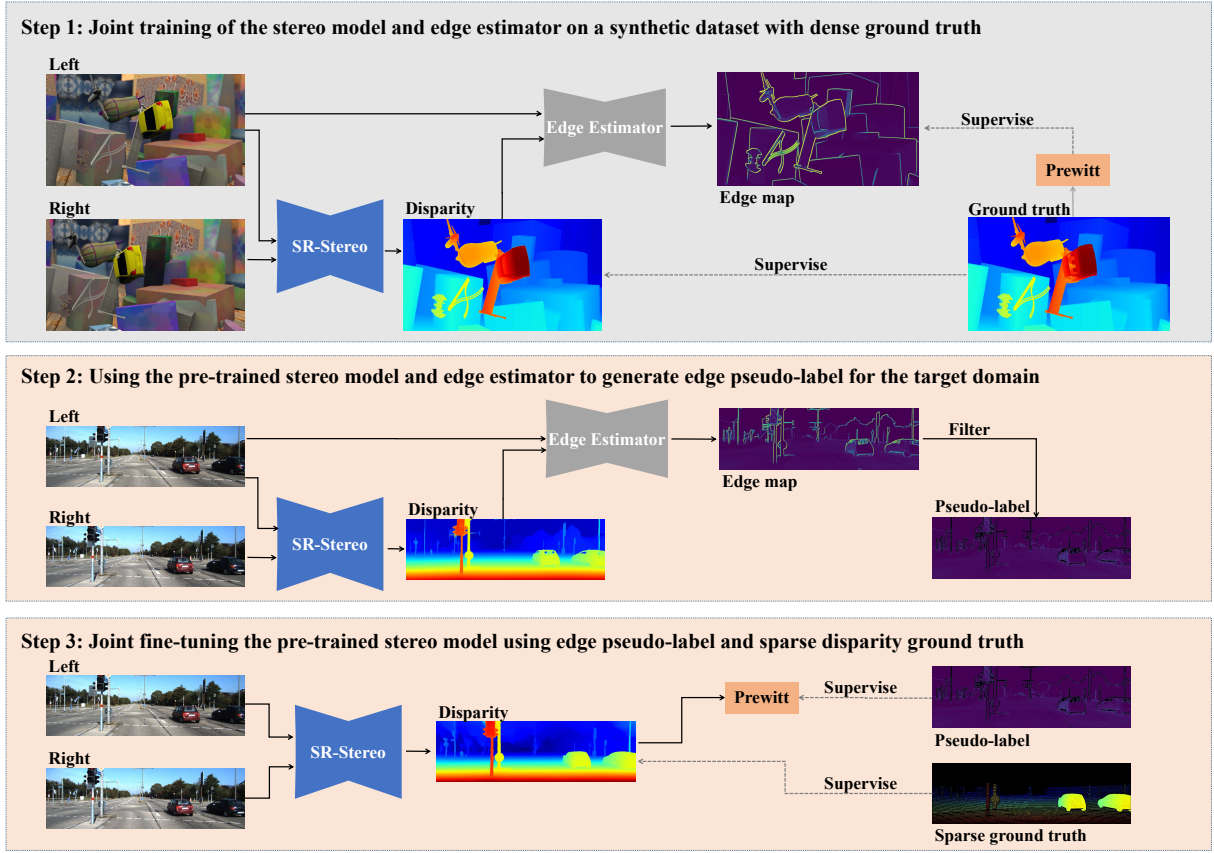 Step 1: Joint training of the stereo model and edge estimator on a synthetic dataset with dense ground truth
Left
Edge Estimator
Supervise
Prewitt
Edge map
Right
Disparity
Ground truth
SR-Stereo
Supervise
Step 2: Using the pre-trained stereo model and edge estimator to generate edge pseudo-label for the target domain
Left
Edge Estimator
Filter
Edge map
Right
Disparity
Pseudo-label
SR-Stereo
Step 3: Joint fine-tuning the pre-trained stereo model using edge pseudo-label and sparse disparity ground truth
Left
Prewitt
Supervise
Disparity
Pseudo-label
SR-Stereo
Right
Supervise
Sparse ground truth